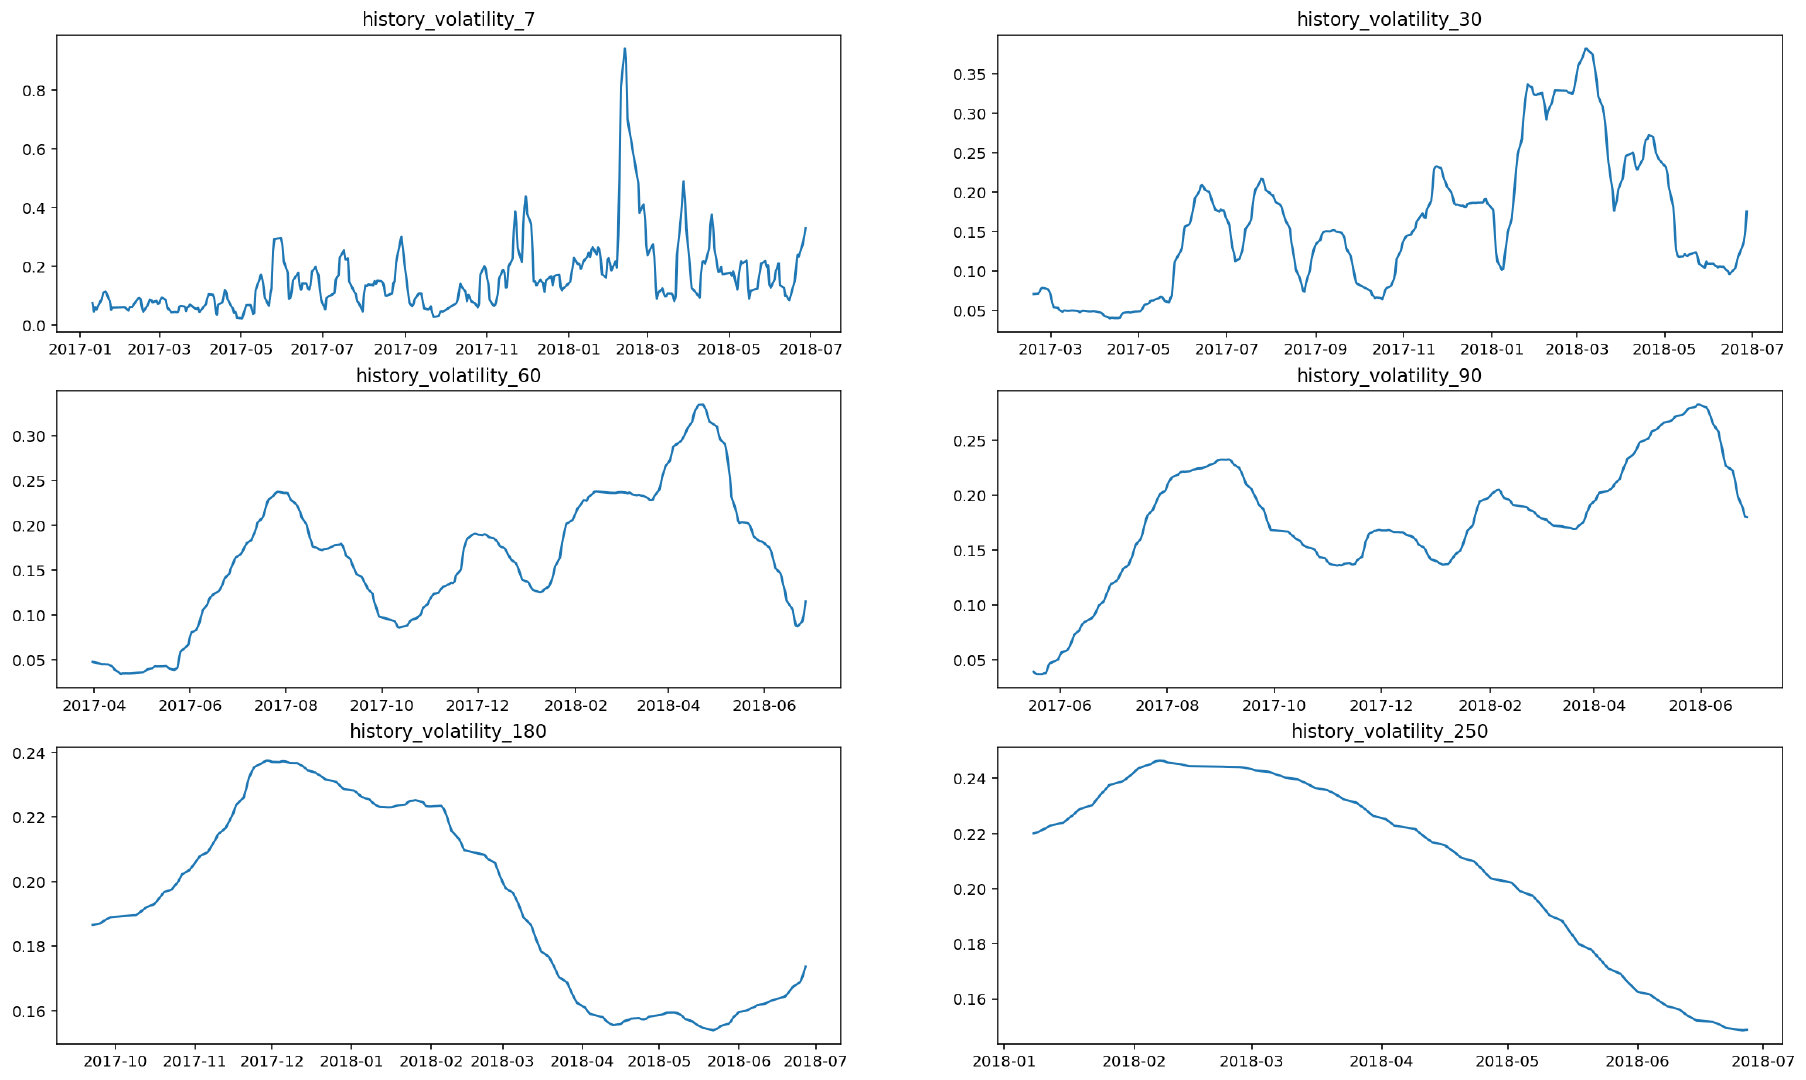 history_volatility_7
0.8
0.6
0.4
0.2
0.0
2017-01 2017-03 2017-05 2017-07 2017-09 2017-11 2018-01 2018-03 2018-05 2018-07
history_volatility_30
0.35
0.30
0.25
0.20
0.15
0.10
0.05
2017-03 2017-05 2017-07 2017-09 2017-11 2018-01 2018-03 2018-05 2018-07
history_volatility_60
0.30
0.25
0.20
0.15
0.10
0.05
2017-04 2017-06 2017-08 2017-10 2017-12 2018-02 2018-04 2018-06
history_volatility_90
0.25
0.20
0.15
0.10
0.05
2017-06 2017-08 2017-10 2017-12 2018-02 2018-04 2018-06
history_volatility_180
0.24
0.22
0.20
0.18
0.16
2017-10 2017-11 2017-12 2018-01 2018-02 2018-03 2018-04 2018-05 2018-06 2018-07
history_volatility_250
0.24
0.22
0.20
0.18
0.16
2018-01 2018-02 2018-03 2018-04 2018-05 2018-06 2018-07